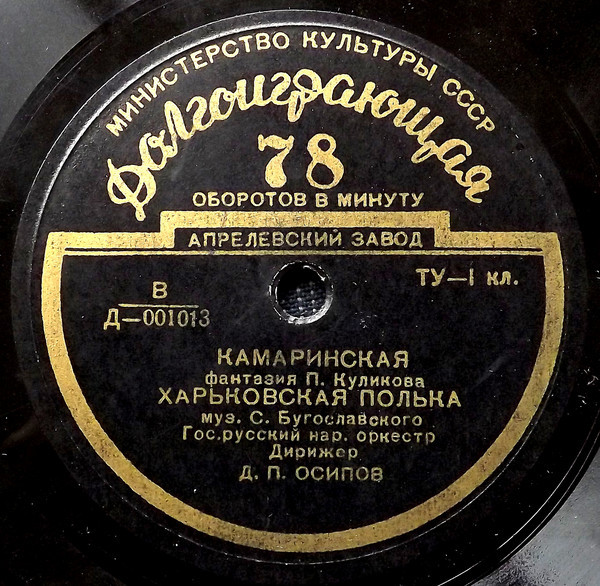 МИНИСТЕРСТВО КУЛЬТУРЫ СССР
Долгоиграющая
78
ОБОРОТОВ В МИНУТУ
АПРЕЛЕВСКИЙ ЗАВОД
ТУ—I кл.
В
Д—001013
КАМАРИНСКАЯ
фантазия П. Куликова
ХАРЬКОВСКАЯ ПОЛЬКА
муз. С. Бугославского
Гос.русский нар. оркестр
Дирижер
Д. П. ОСИПОВ